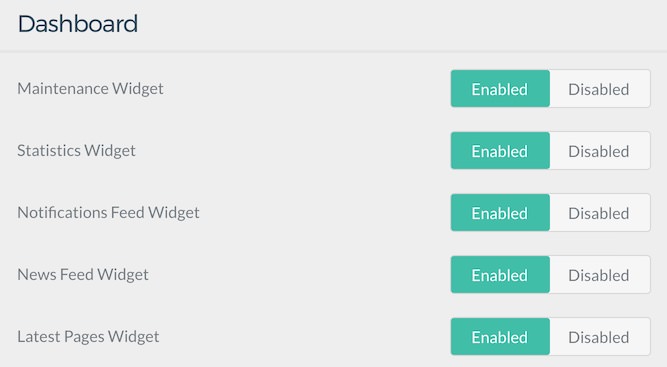 Dashboard
Maintenance Widget Enabled Disabled
Statistics Widget Enabled Disabled
Notifications Feed Widget Enabled Disabled
News Feed Widget Enabled Disabled
Latest Pages Widget Enabled Disabled